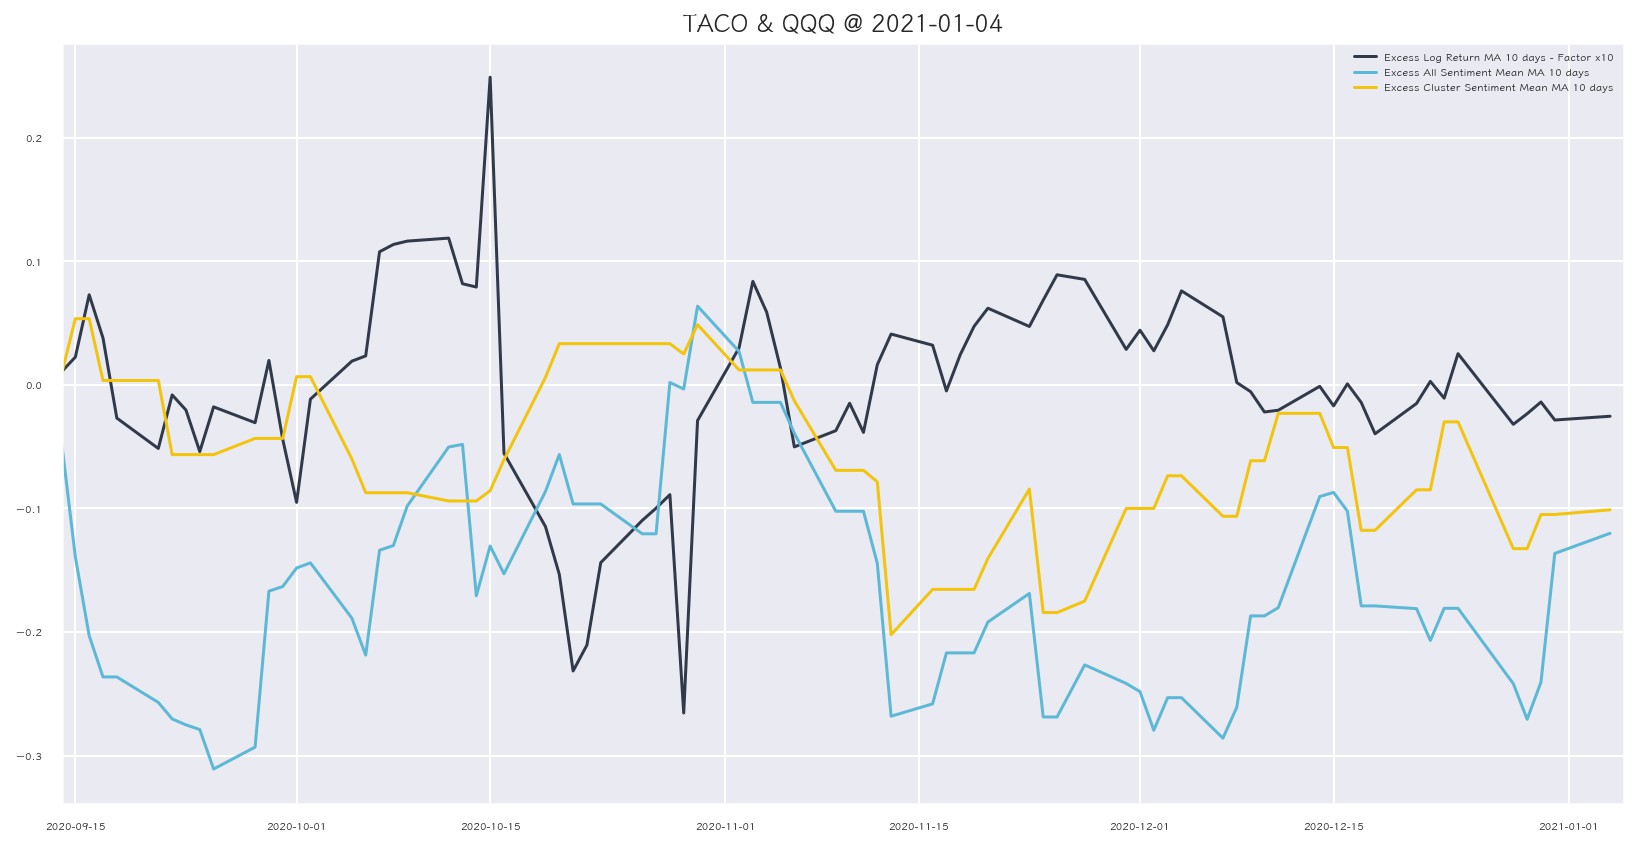 TACO & QQQ @ 2021-01-04
Excess Log Return MA 10 days - Factor x10
Excess All Sentiment Mean MA 10 days
Excess Cluster Sentiment Mean MA 10 days
0.2
0.1
0.0
−0.1
−0.2
−0.3
2020-09-15 2020-10-01 2020-10-15 2020-11-01 2020-11-15 2020-12-01 2020-12-15 2021-01-01